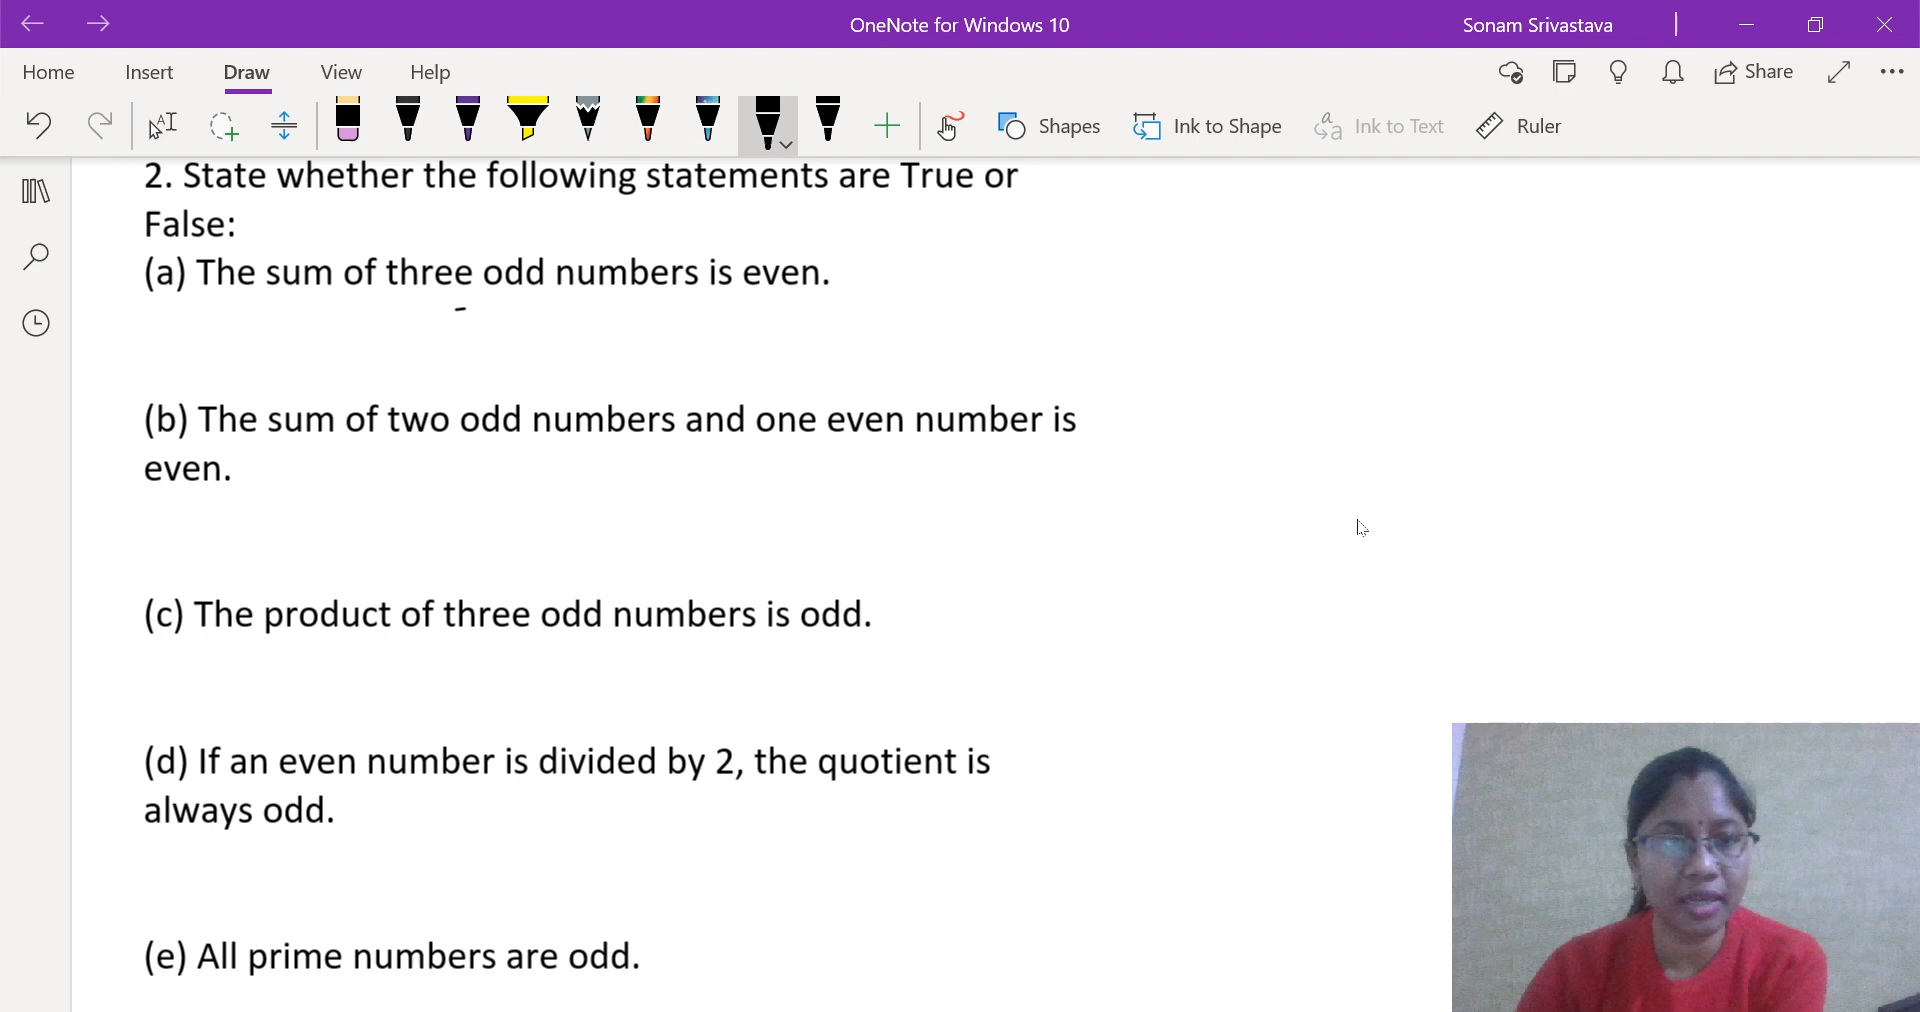 OneNote for Windows 10
Sonam Srivastava
Home Insert Draw View Help
Share
Shapes Ink to Shape Ink to Text Ruler
2. State whether the following statements are True or
False:
(a) The sum of three odd numbers is even.
(b) The sum of two odd numbers and one even number is
even.
(c) The product of three odd numbers is odd.
(d) If an even number is divided by 2, the quotient is
always odd.
(e) All prime numbers are odd.